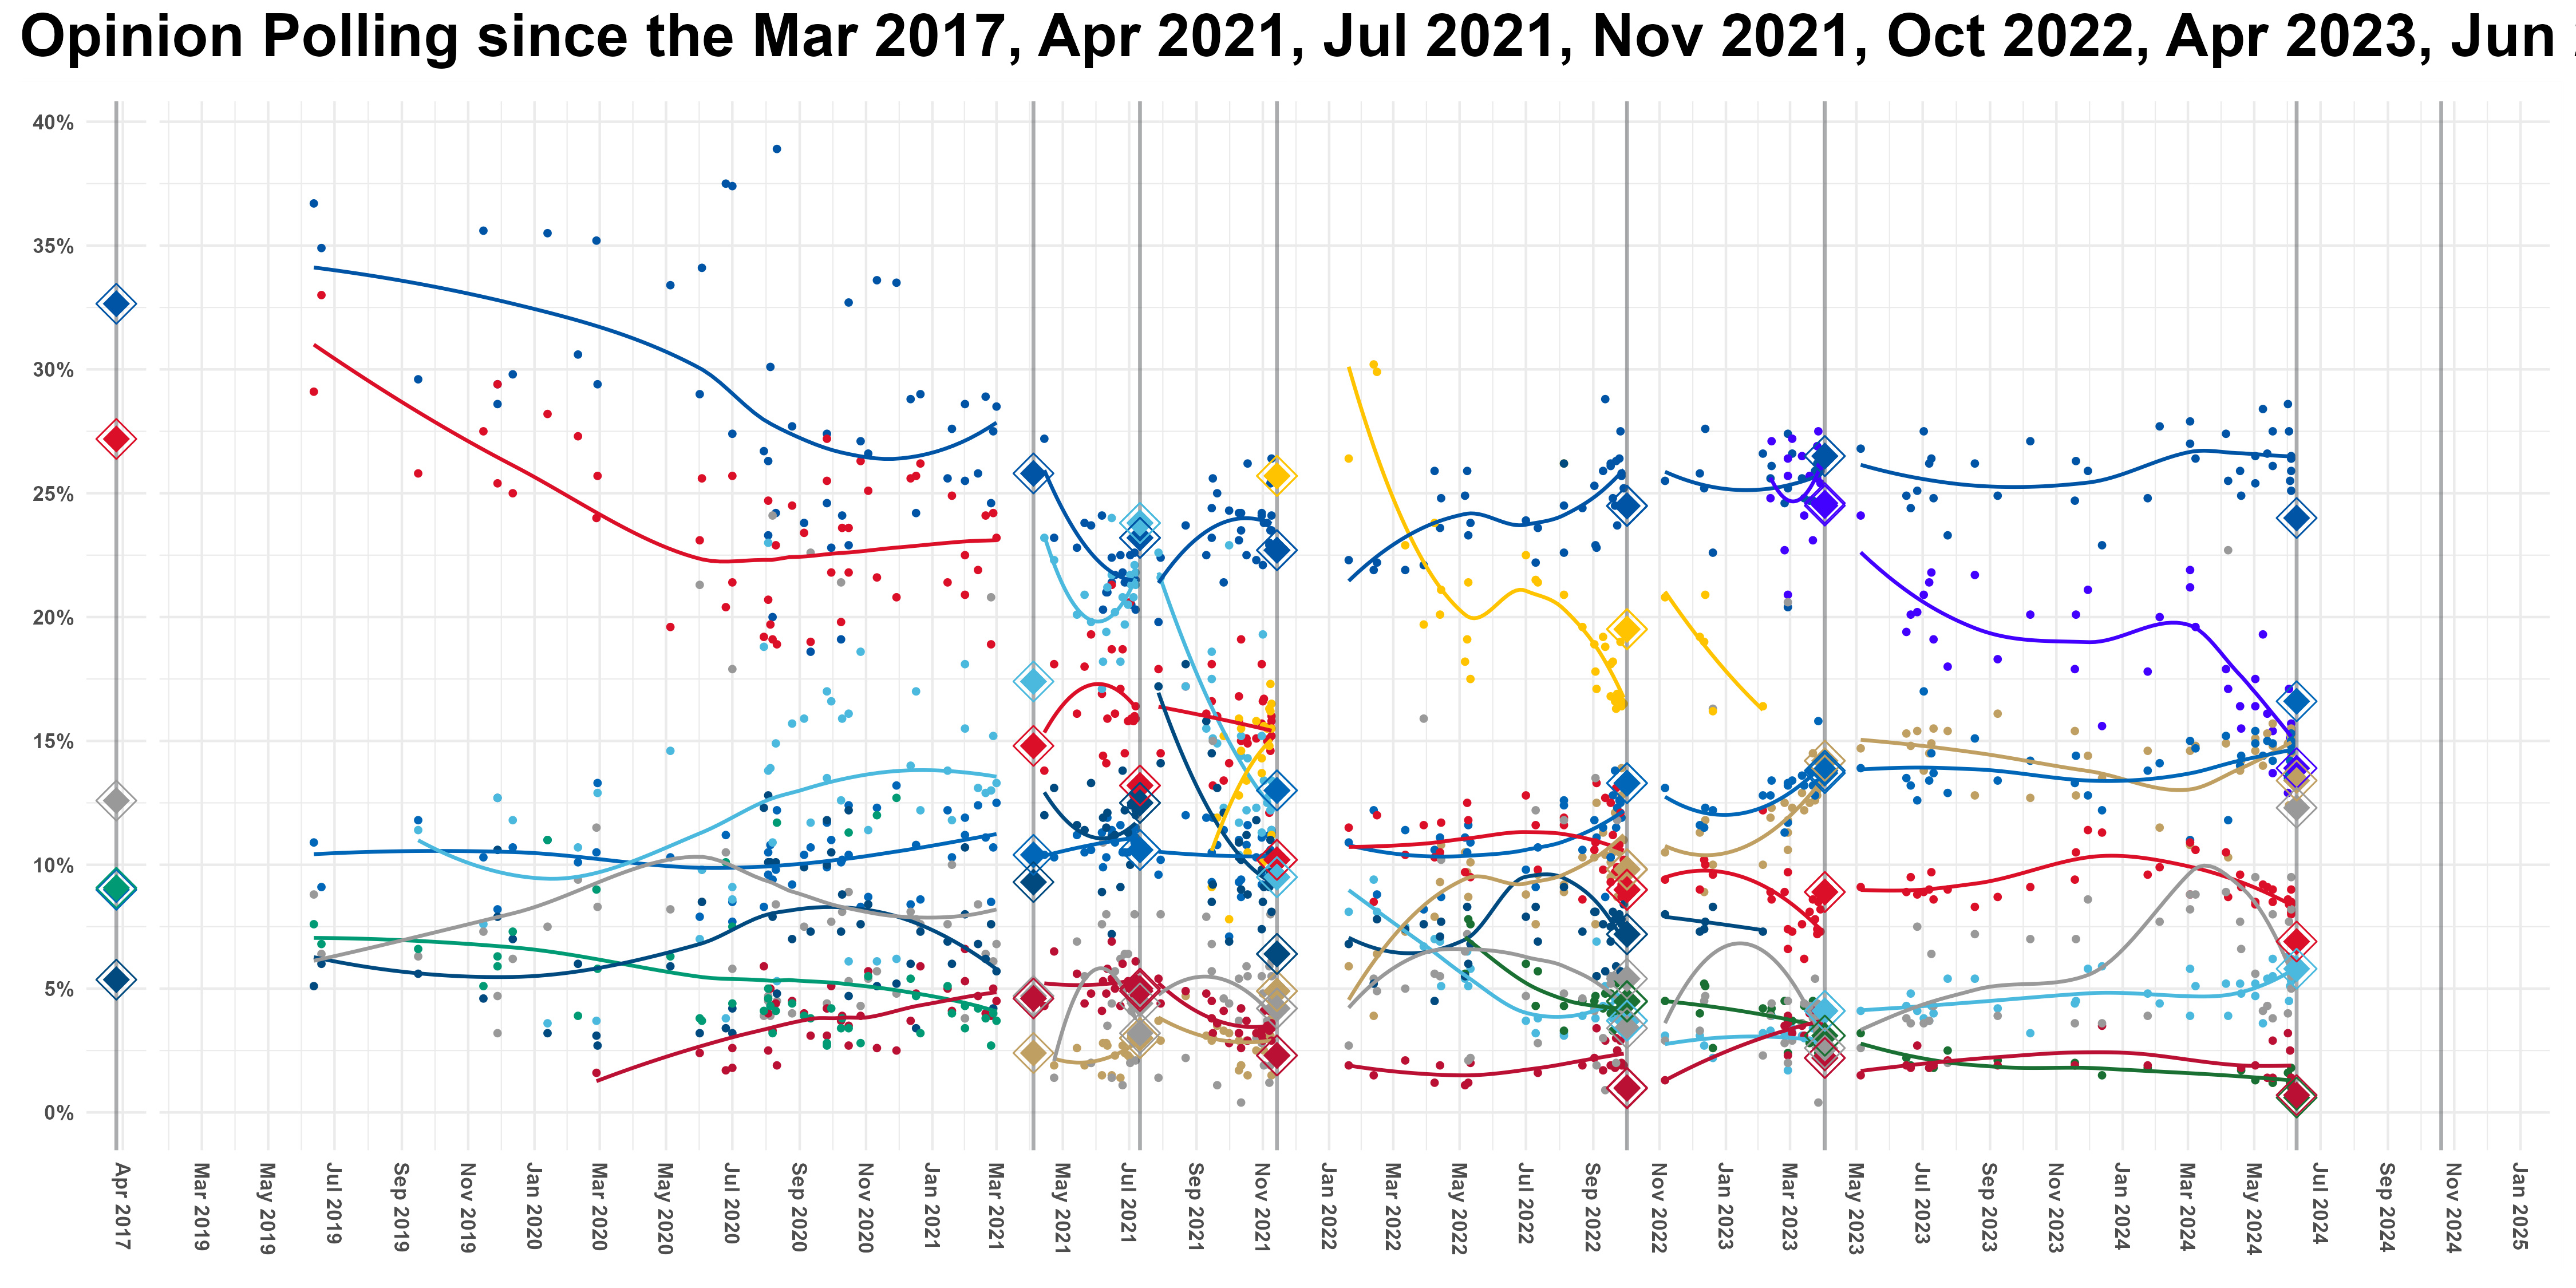 Opinion Polling since the Mar 2017, Apr 2021, Jul 2021, Nov 2021, Oct 2022, Apr 2023, Jun
40%
35%
30%
25%
20%
15%
10%
5%
0%
Apr 2017
Mar 2019
May 2019
Jul 2019
Sep 2019
Nov 2019
Jan 2020
Mar 2020
May 2020
Jul 2020
Sep 2020
Nov 2020
Jan 2021
Mar 2021
May 2021
Jul 2021
Sep 2021
Nov 2021
Jan 2022
Mar 2022
May 2022
Jul 2022
Sep 2022
Nov 2022
Jan 2023
Mar 2023
May 2023
Jul 2023
Sep 2023
Nov 2023
Jan 2024
Mar 2024
May 2024
Jul 2024
Sep 2024
Nov 2024
Jan 2025